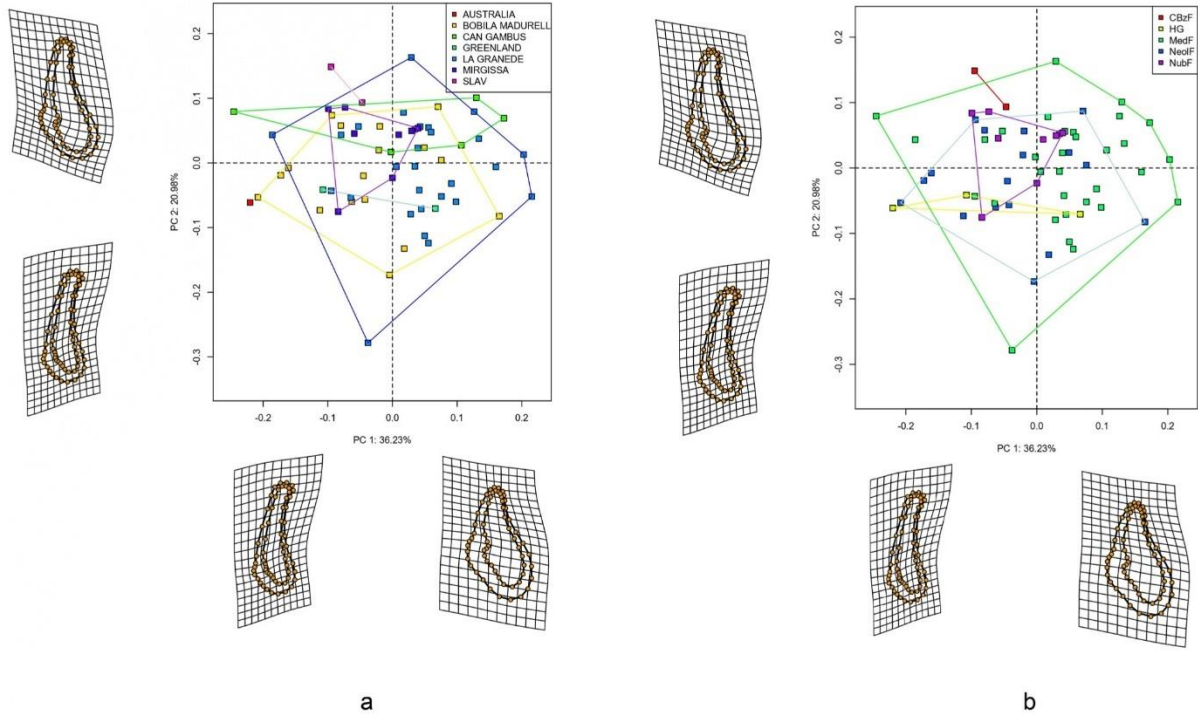 AUSTRALIA
BOBILA MADURELL
CAN GAMBUS
GREENLAND
LA GRANEDE
MIRGISSA
SLAV
0.2
0.1
0.0
-0.1
-0.2
-0.3
PC 2: 20.98%
-0.2
-0.1
0.0
0.1
0.2
PC 1: 36.23%
a
CBzF
HG
MedF
NeolF
NubF
0.2
0.1
0.0
-0.1
-0.2
-0.3
PC 2: 20.98%
-0.2
-0.1
0.0
0.1
0.2
PC 1: 36.23%
b